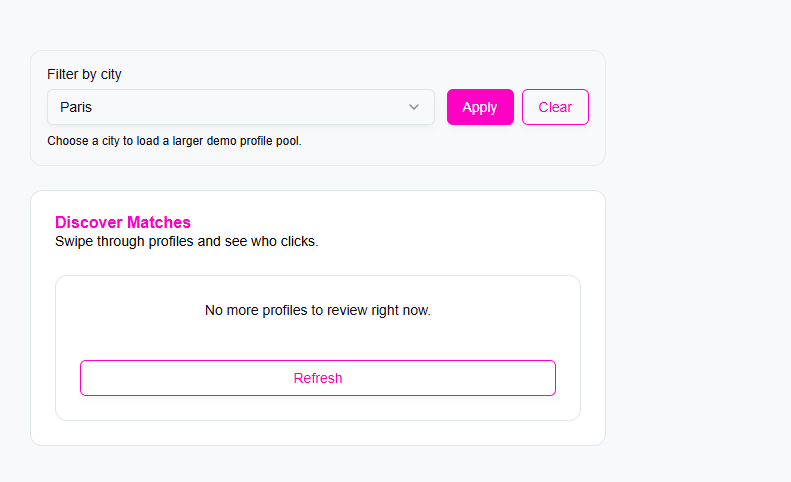 Filter by city
Paris
Apply
Clear
Choose a city to load a larger demo profile pool.
Discover Matches
Swipe through profiles and see who clicks.
No more profiles to review right now.
Refresh